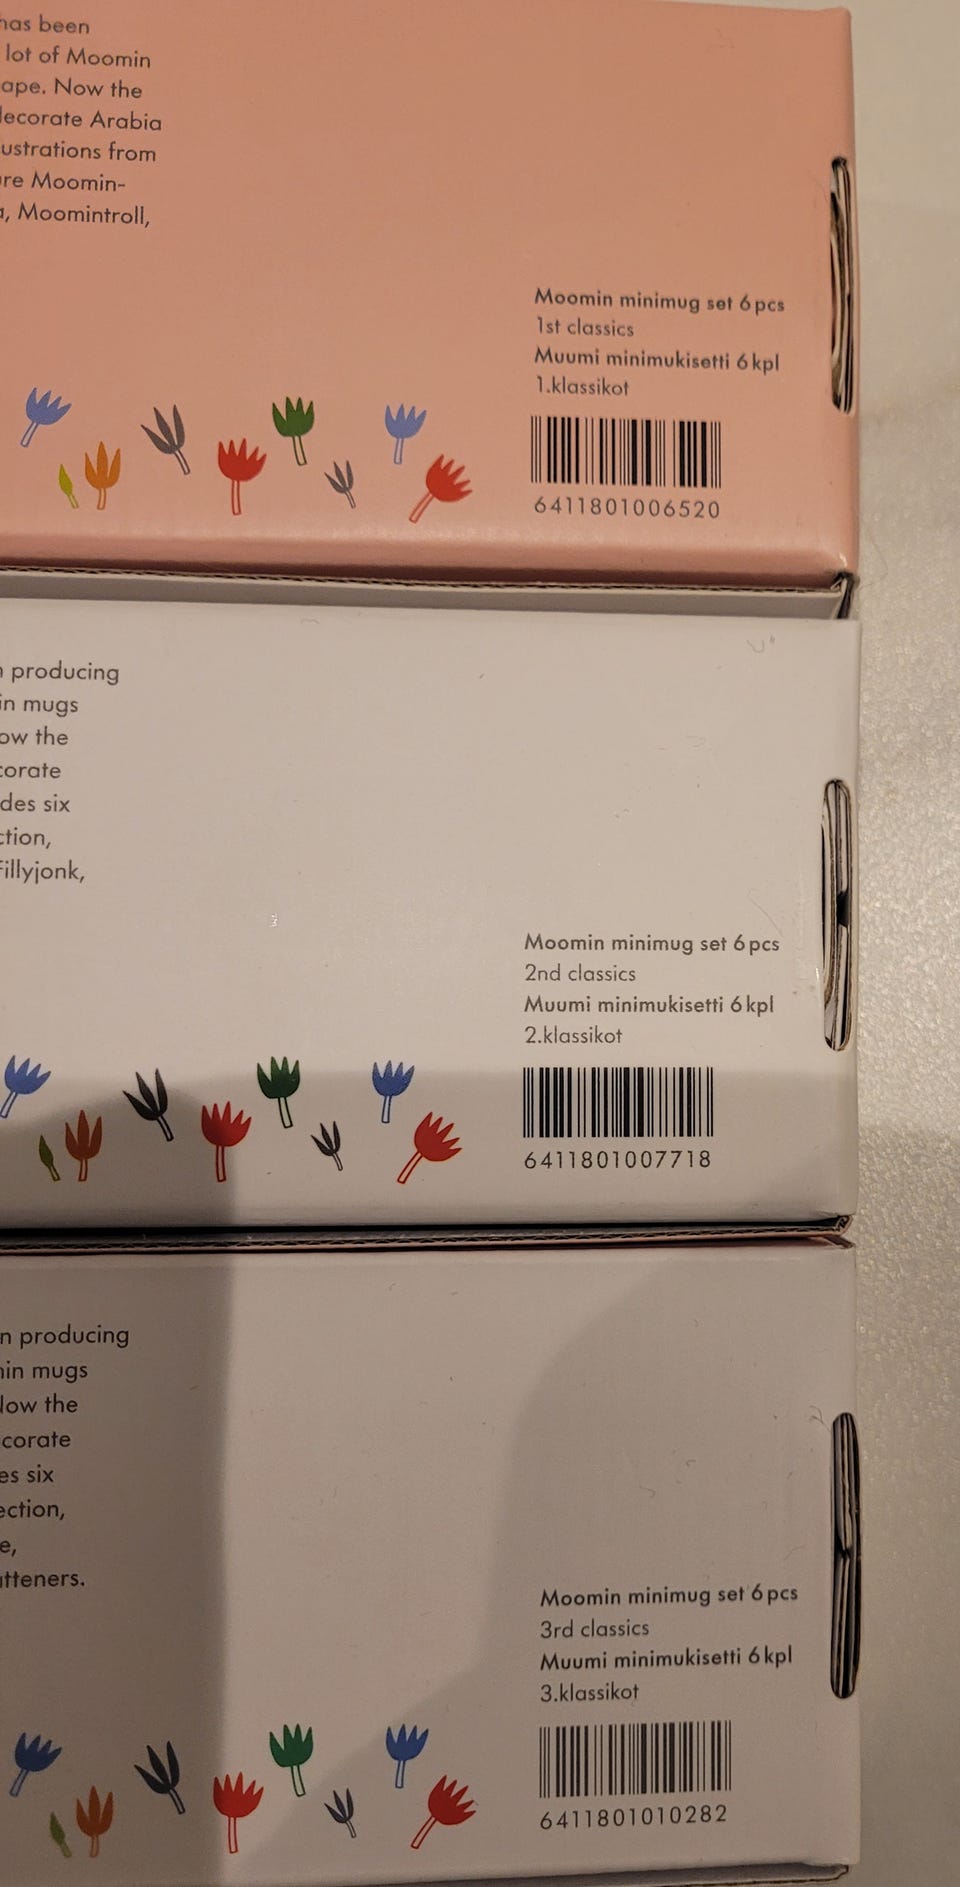 has been
lot of Moomin
ape. Now the
decorate Arabia
ustrations from
re Moomin-
a, Moomintroll,
Moomin minimug set 6 pcs
1st classics
Muumi minimukisetti 6 kpl
1.klassikot
6411801006520
producing
in mugs
ow the
corate
des six
ction,
Fillyjonk,
Moomin minimug set 6 pcs
2nd classics
Muumi minimukisetti 6 kpl
2.klassikot
6411801007718
n producing
in mugs
Now the
corate
es six
ection,
e,
atteners.
Moomin minimug set 6 pcs
3rd classics
Muumi minimukisetti 6 kpl
3.klassikot
6411801010282